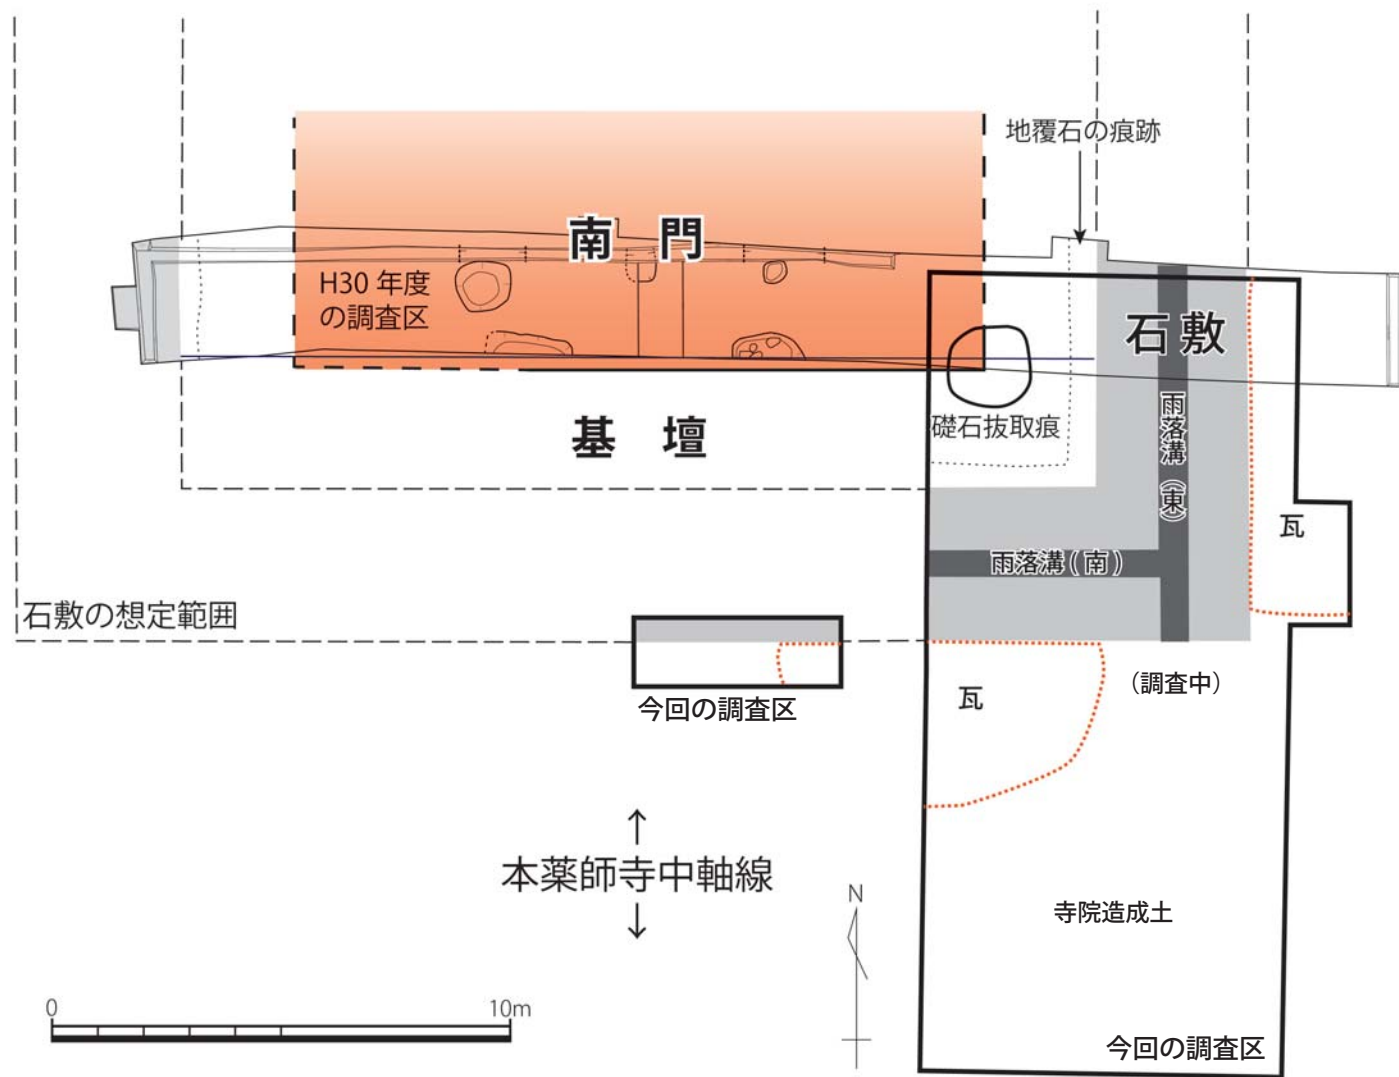 地覆石の痕跡
南 門
H30 年度
の調査区
石敷
礎石抜取痕
基 壇
雨落溝（東）
瓦
雨落溝（南）
石敷の想定範囲
今回の調査区
瓦
（調査中）
↑
本薬師寺中軸線
↓
N
寺院造成土
0 10m
今回の調査区